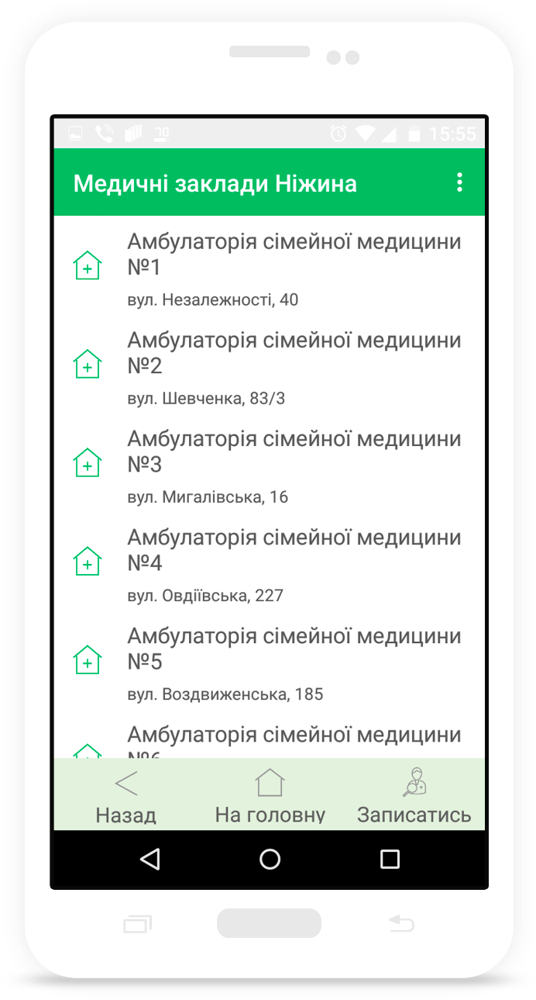 15:55
Медичні заклади Ніжина
Амбулаторія сімейної медицини
№1
вул. Незалежності, 40
Амбулаторія сімейної медицини
№2
вул. Шевченка, 83/3
Амбулаторія сімейної медицини
№3
вул. Мигалівська, 16
Амбулаторія сімейної медицини
№4
вул. Овдіївська, 227
Амбулаторія сімейної медицини
№5
вул. Воздвиженська, 185
Амбулаторія сімейної медицини
№6
Назад
На головну
Записатись